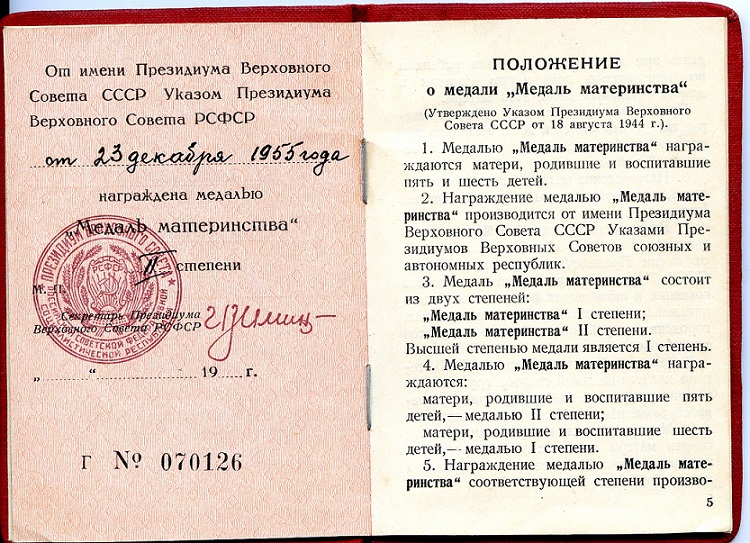 От имени Президиума Верховного
Совета СССР Указом Президиума
Верховного Совета РСФСР
от 23 декабря 1955 года
награждена медалью
„Медаль материнства“
II степени
М. П.
Секретарь Президиума
Верховного Совета РСФСР
„ “ 19 г.
Г № 070126
ПОЛОЖЕНИЕ
о медали „Медаль материнства“
(Утверждено Указом Президиума Верховного
Совета СССР от 18 августа 1944 г.).
1. Медалью „Медаль материнства“ награ-
ждаются матери, родившие и воспитавшие
пять и шесть детей.
2. Награждение медалью „Медаль мате-
ринства“ производится от имени Президиума
Верховного Совета СССР Указами Пре-
зидиумов Верховных Советов союзных и
автономных республик.
3. Медаль „Медаль материнства“ состоит
из двух степеней:
„Медаль материнства“ I степени;
„Медаль материнства“ II степени.
Высшей степенью медали является I степень.
4. Медалью „Медаль материнства“ награ-
ждаются:
матери, родившие и воспитавшие пять
детей,—медалью II степени;
матери, родившие и воспитавшие шесть
детей,—медалью I степени.
5. Награждение медалью „Медаль мате-
ринства“ соответствующей степени произво-
5